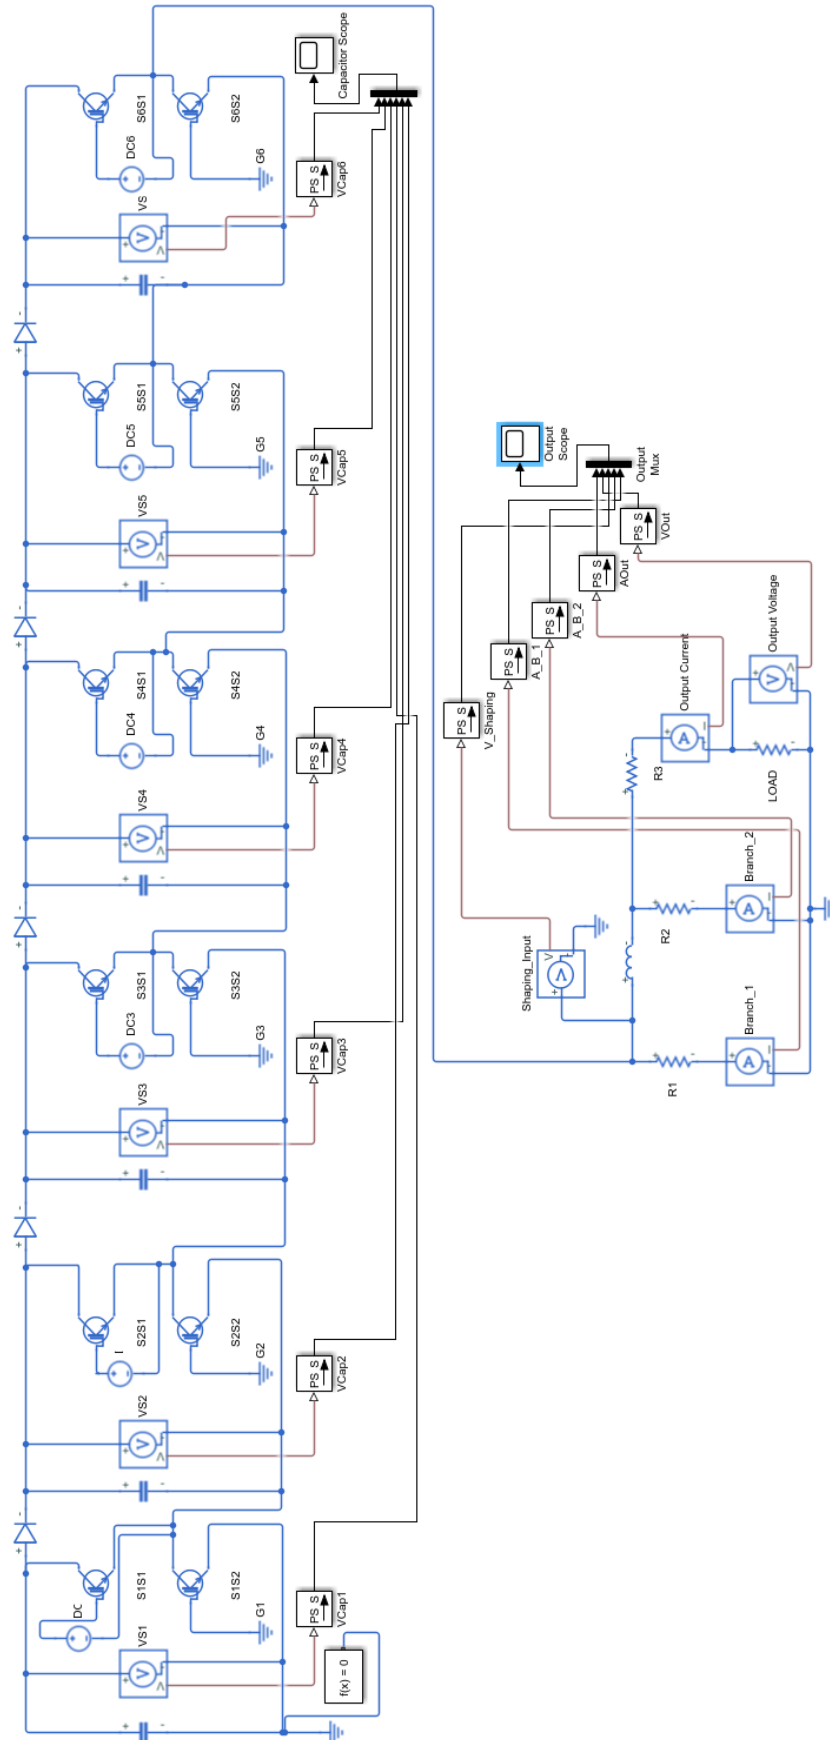 DC
VS1
V
V
S1S1
S1S2
G1
PS S
VCap1
f(x) = 0
VS2
V
V
S2S1
S2S2
G2
PS S
VCap2
VS3
V
V
DC3
S3S1
S3S2
G3
PS S
VCap3
VS4
V
V
DC4
S4S1
S4S2
G4
PS S
VCap4
VS5
V
V
DC5
S5S1
S5S2
G5
PS S
VCap5
VS
V
V
DC6
S6S1
S6S2
G6
PS S
VCap6
Capacitor Scope
PS S
V_Shaping
PS S
A_B_1
PS S
A_B_2
PS S
AOut
PS S
VOut
Output
Scope
Output
Mux
Shaping_Input
V
V
R1
Branch_1
A
I
R2
Branch_2
A
I
R3
Output Current
A
I
LOAD
Output Voltage
V
V